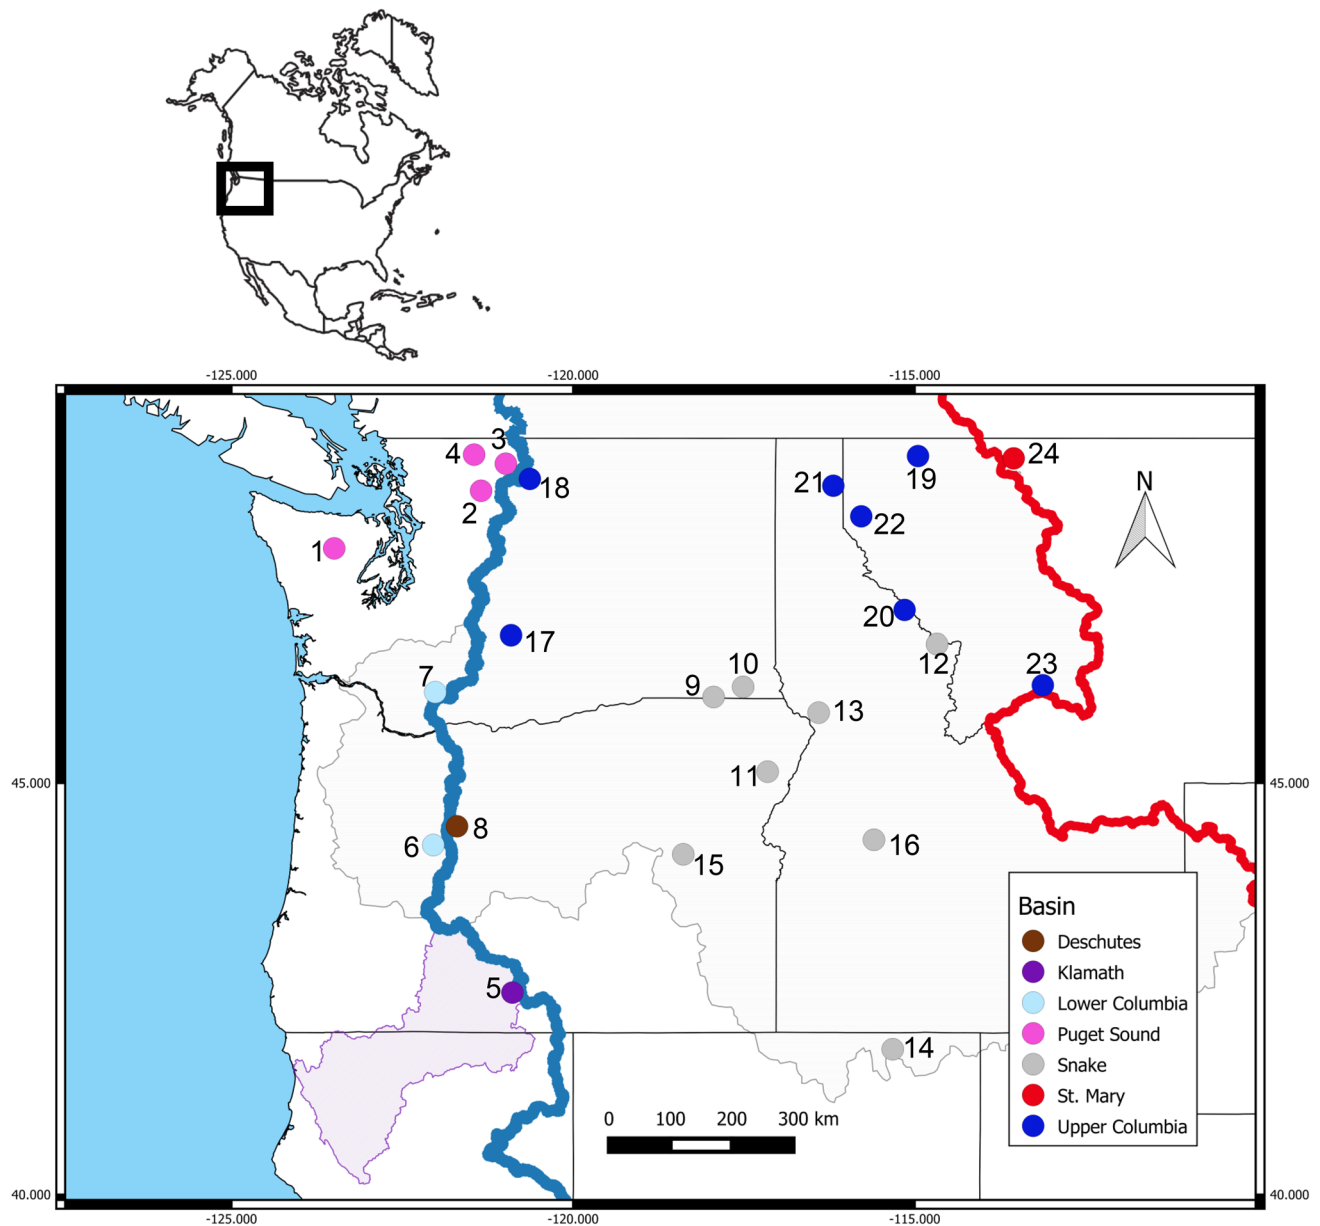 -125.000 -120.000 -115.000
3
4
24
18
19
21
2
22
N
1
20
17
12
7
23
10
9
13
11
8
6
16
15
45.000 45.000
Basin
Deschutes
5
Klamath
Lower Columbia
Puget Sound
14
Snake
St. Mary
0 100 200 300 km
Upper Columbia
40.000 40.000
-125.000 -120.000 -115.000